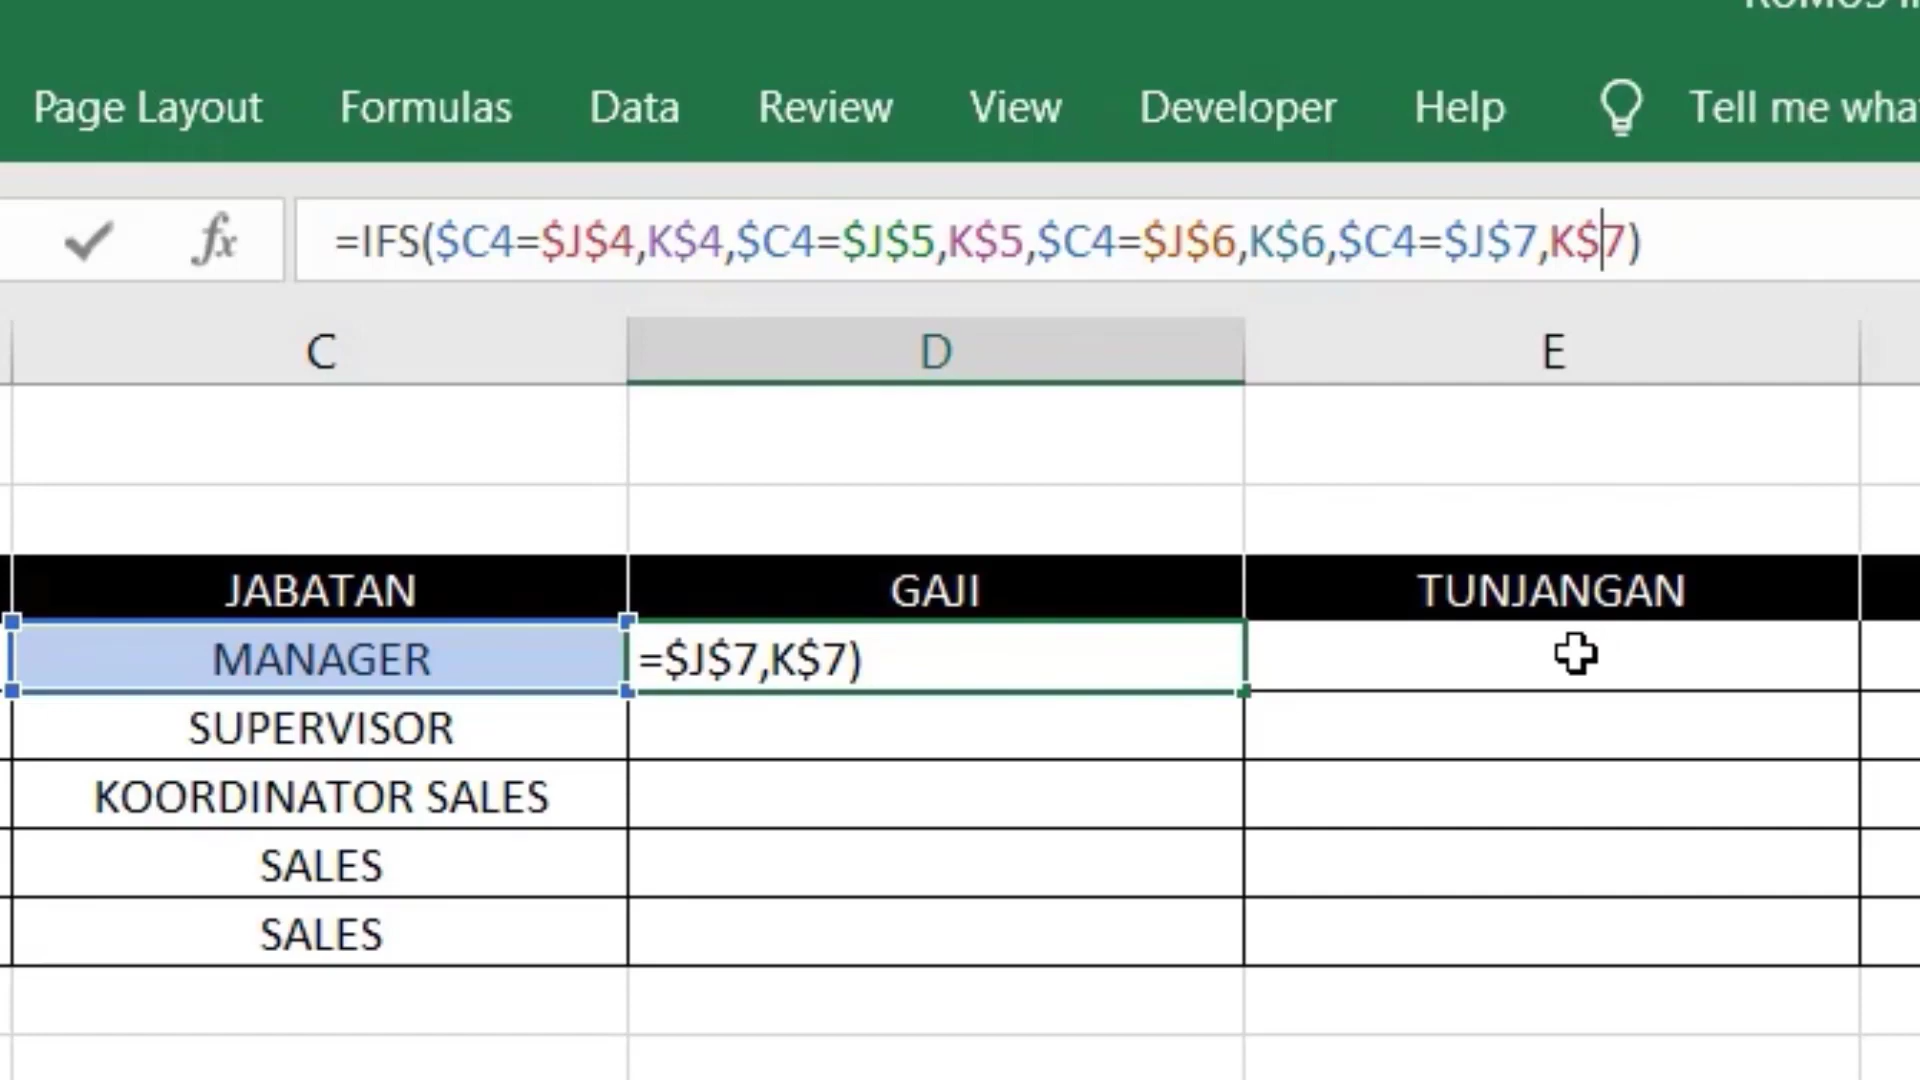 Page Layout Formulas Data Review View Developer Help Tell me wha
fx =IFS($C4=$J$4,K$4,$C4=$J$5,K$5,$C4=$J$6,K$6,$C4=$J$7,K$7)
C D E
JABATAN GAJI TUNJANGAN
MANAGER =$J$7,K$7)
SUPERVISOR
KOORDINATOR SALES
SALES
SALES